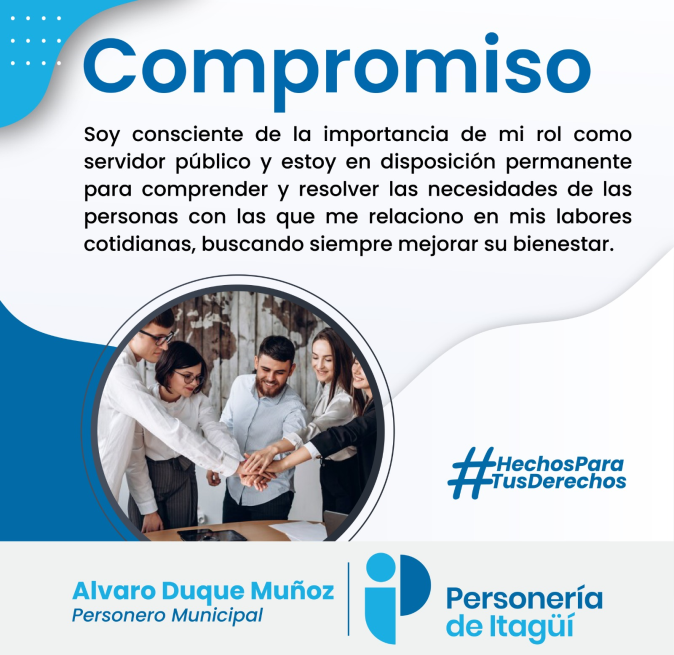 Compromiso
Soy consciente de la importancia de mi rol como
servidor público y estoy en disposición permanente
para comprender y resolver las necesidades de las
personas con las que me relaciono en mis labores
cotidianas, buscando siempre mejorar su bienestar.
#HechosPara
TusDerechos
Alvaro Duque Muñoz
Personero Municipal
Personería
de Itagüí